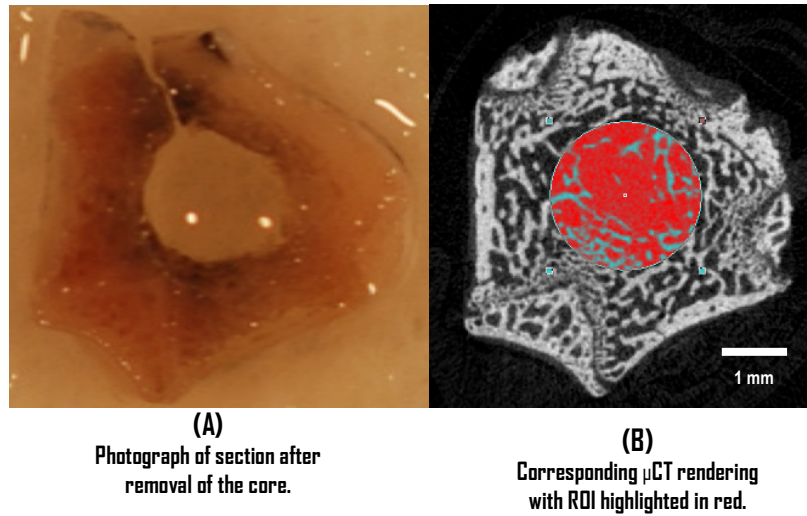 1 mm
(A)
Photograph of section after
removal of the core.
(B)
Corresponding µCT rendering
with ROI highlighted in red.